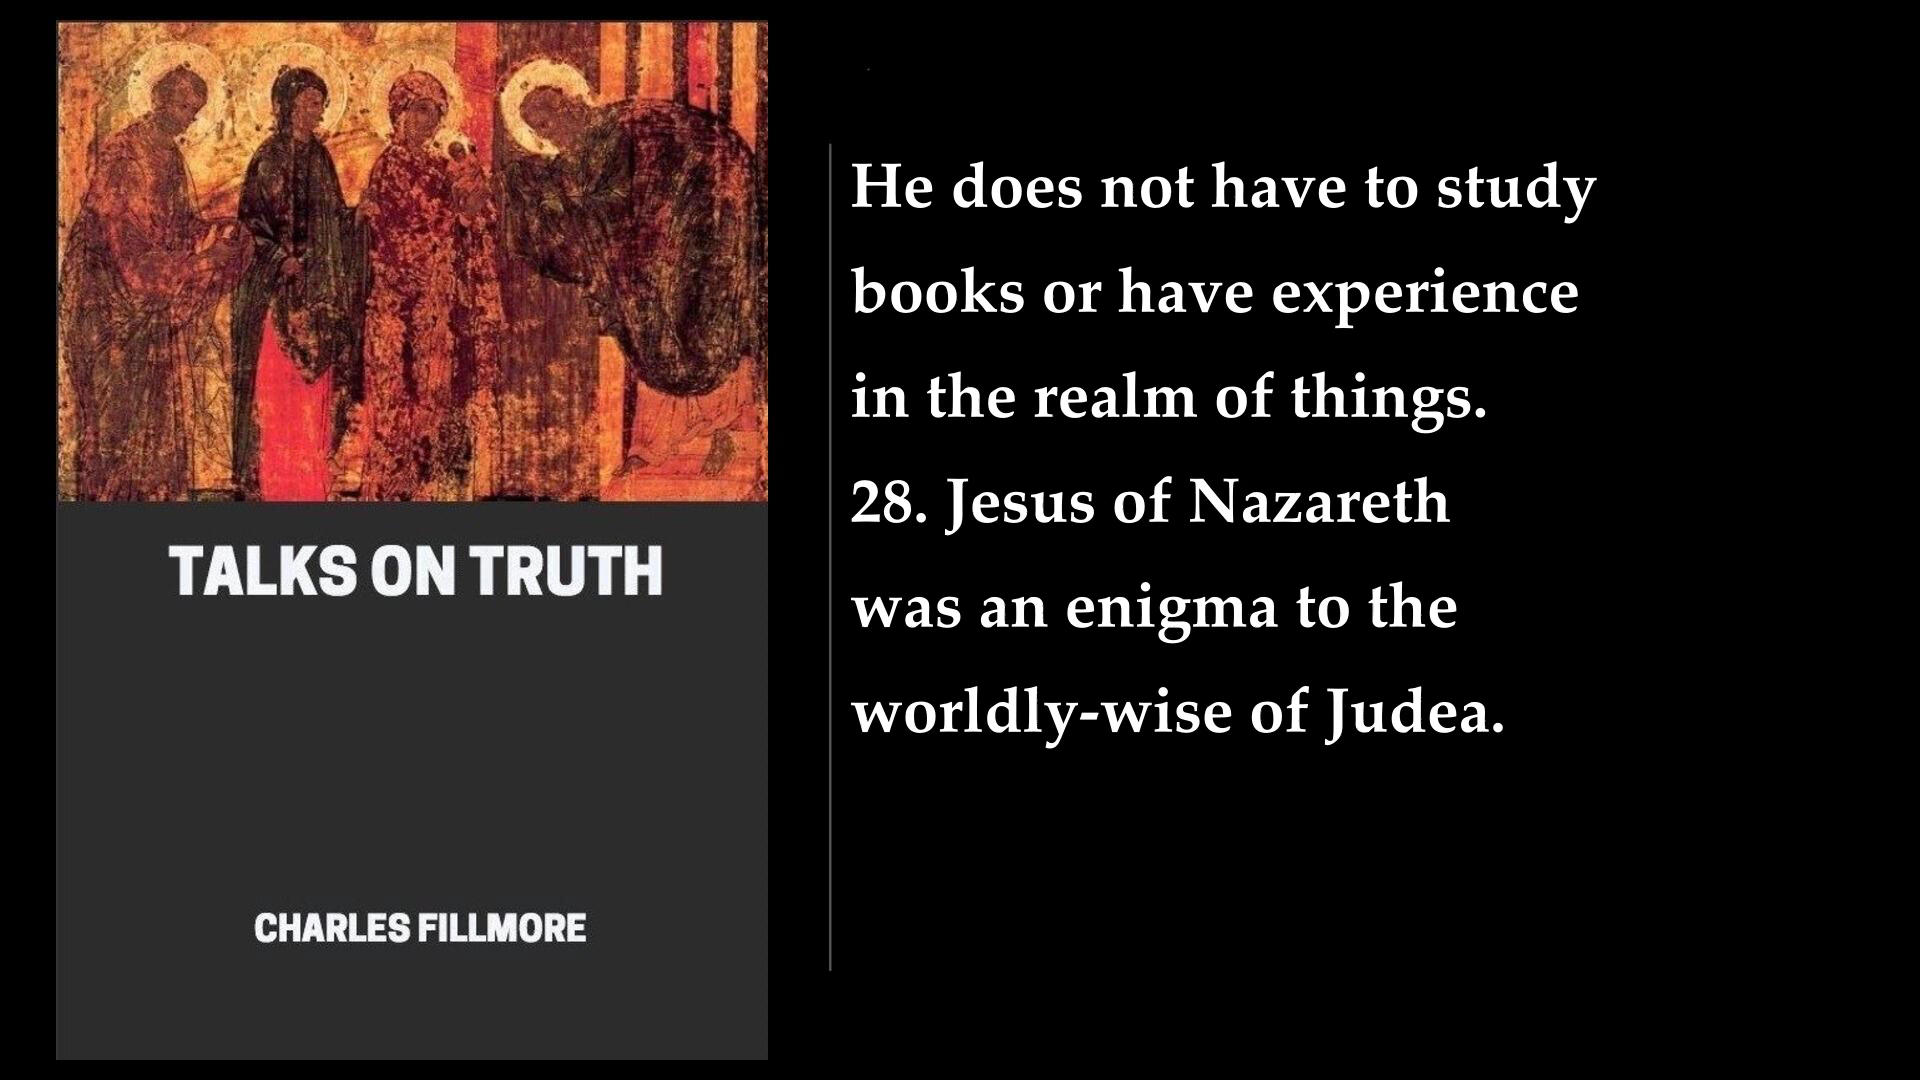 TALKS ON TRUTH
CHARLES FILLMORE
He does not have to study
books or have experience
in the realm of things.
28. Jesus of Nazareth
was an enigma to the
worldly-wise of Judea.